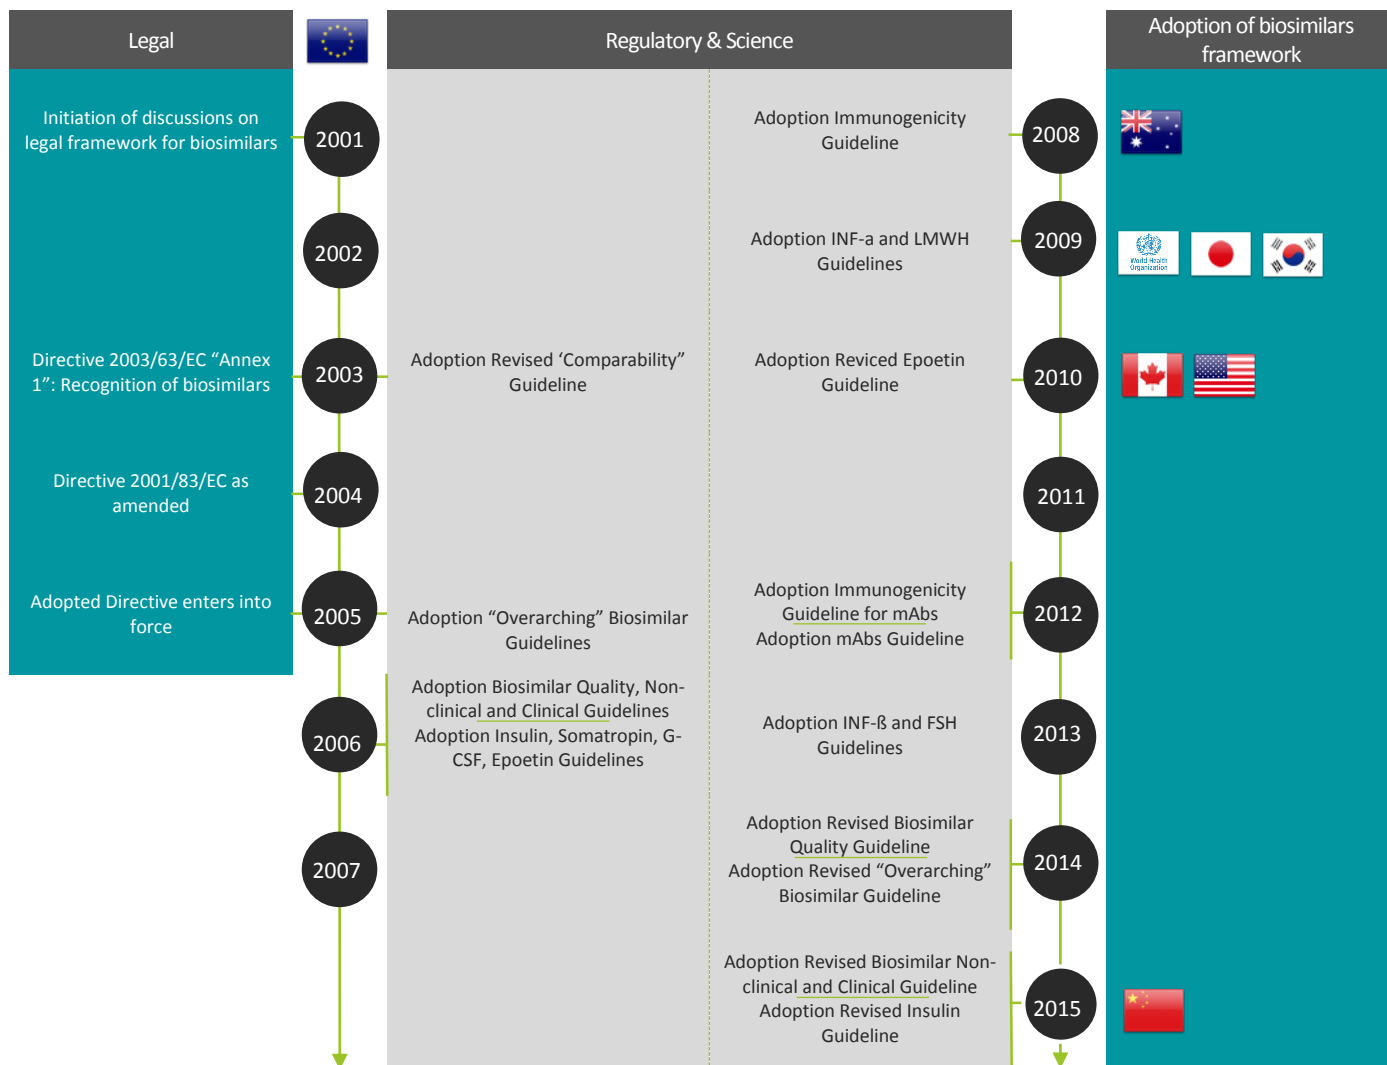 Legal
Regulatory & Science
Adoption of biosimilars
framework
Initiation of discussions on
legal framework for biosimilars
2001
2002
Directive 2003/63/EC “Annex
1”: Recognition of biosimilars
2003
Adoption Revised ‘Comparability”
Guideline
Directive 2001/83/EC as
amended
2004
Adopted Directive enters into
force
2005
Adoption “Overarching” Biosimilar
Guidelines
2006
Adoption Biosimilar Quality, Non-
clinical and Clinical Guidelines
Adoption Insulin, Somatropin, G-
CSF, Epoetin Guidelines
2007
Adoption Immunogenicity
Guideline
2008
Adoption INF-a and LMWH
Guidelines
2009
World Health
Organization
Adoption Reviced Epoetin
Guideline
2010
2011
Adoption Immunogenicity
Guideline for mAbs
Adoption mAbs Guideline
2012
Adoption INF-ß and FSH
Guidelines
2013
Adoption Revised Biosimilar
Quality Guideline
Adoption Revised “Overarching”
Biosimilar Guideline
2014
Adoption Revised Biosimilar Non-
clinical and Clinical Guideline
Adoption Revised Insulin
Guideline
2015